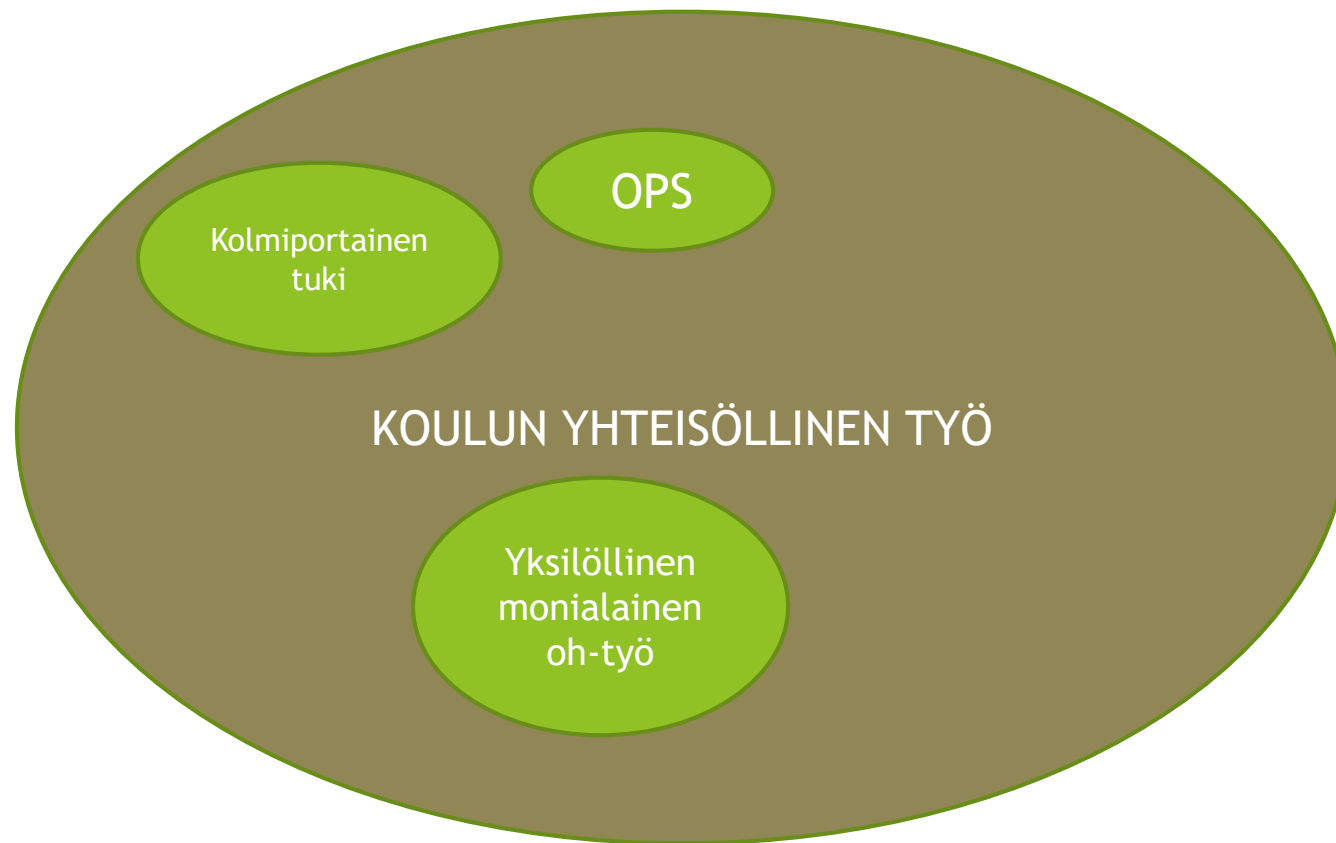 OPS
Kolmiportainen
tuki
KOULUN YHTEISÖLLINEN TYÖ
Yksilöllinen
monialainen
oh-työ